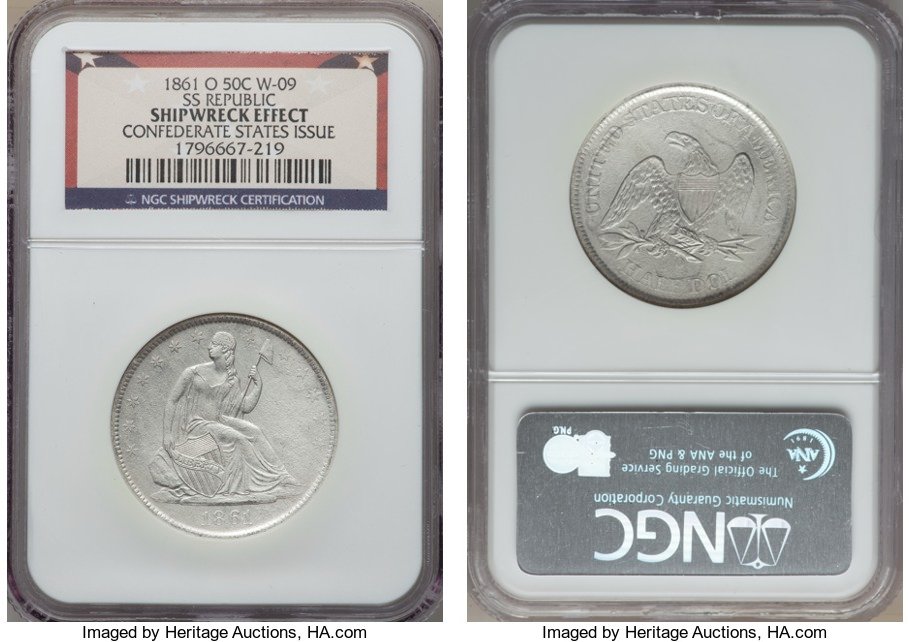 1861 O 50C W-09
SS REPUBLIC
SHIPWRECK EFFECT
CONFEDERATE STATES ISSUE
1796667-219
NGC SHIPWRECK CERTIFICATION
1861
UNITED STATES OF AMERICA
HALF DOL.
NGC
Numismatic Guaranty Corporation
The Official Grading Service
of the ANA & PNG
PNG
ANA
1891
Imaged by Heritage Auctions, HA.com
Imaged by Heritage Auctions, HA.com